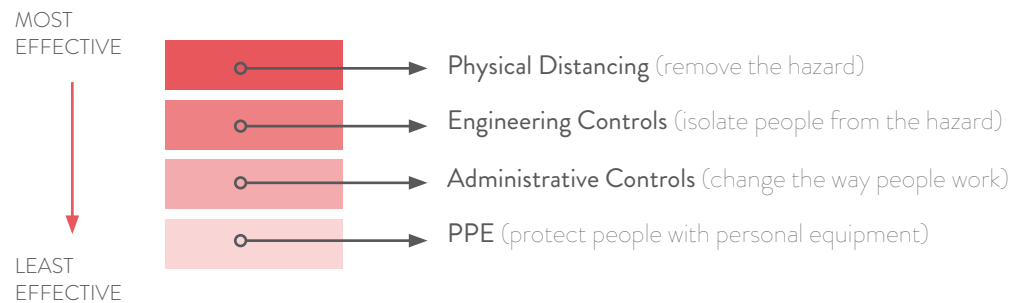 MOST
EFFECTIVE
Physical Distancing (remove the hazard)
Engineering Controls (isolate people from the hazard)
Administrative Controls (change the way people work)
PPE (protect people with personal equipment)
LEAST
EFFECTIVE